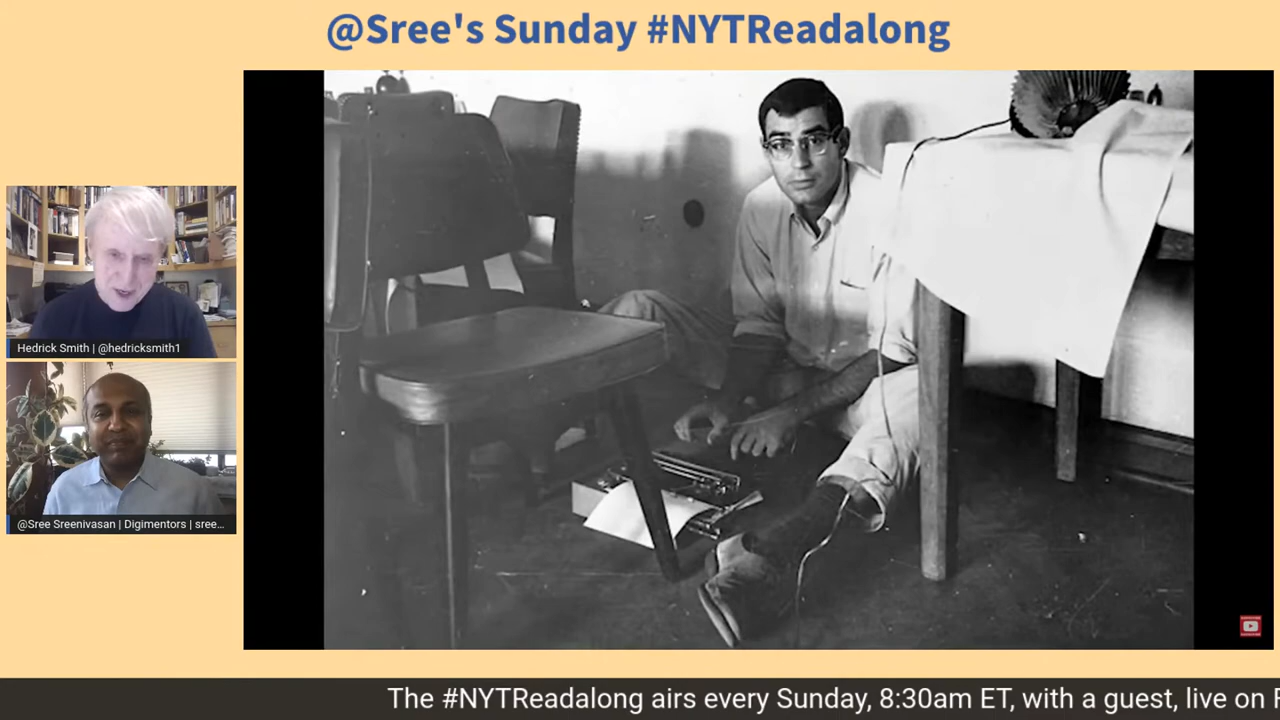 @Sree's Sunday #NYTReadalong
Hedrick Smith | @hedricksmith1
@Sree Sreenivasan | Digimentors | sree...
The #NYTReadalong airs every Sunday, 8:30am ET, with a guest, live on